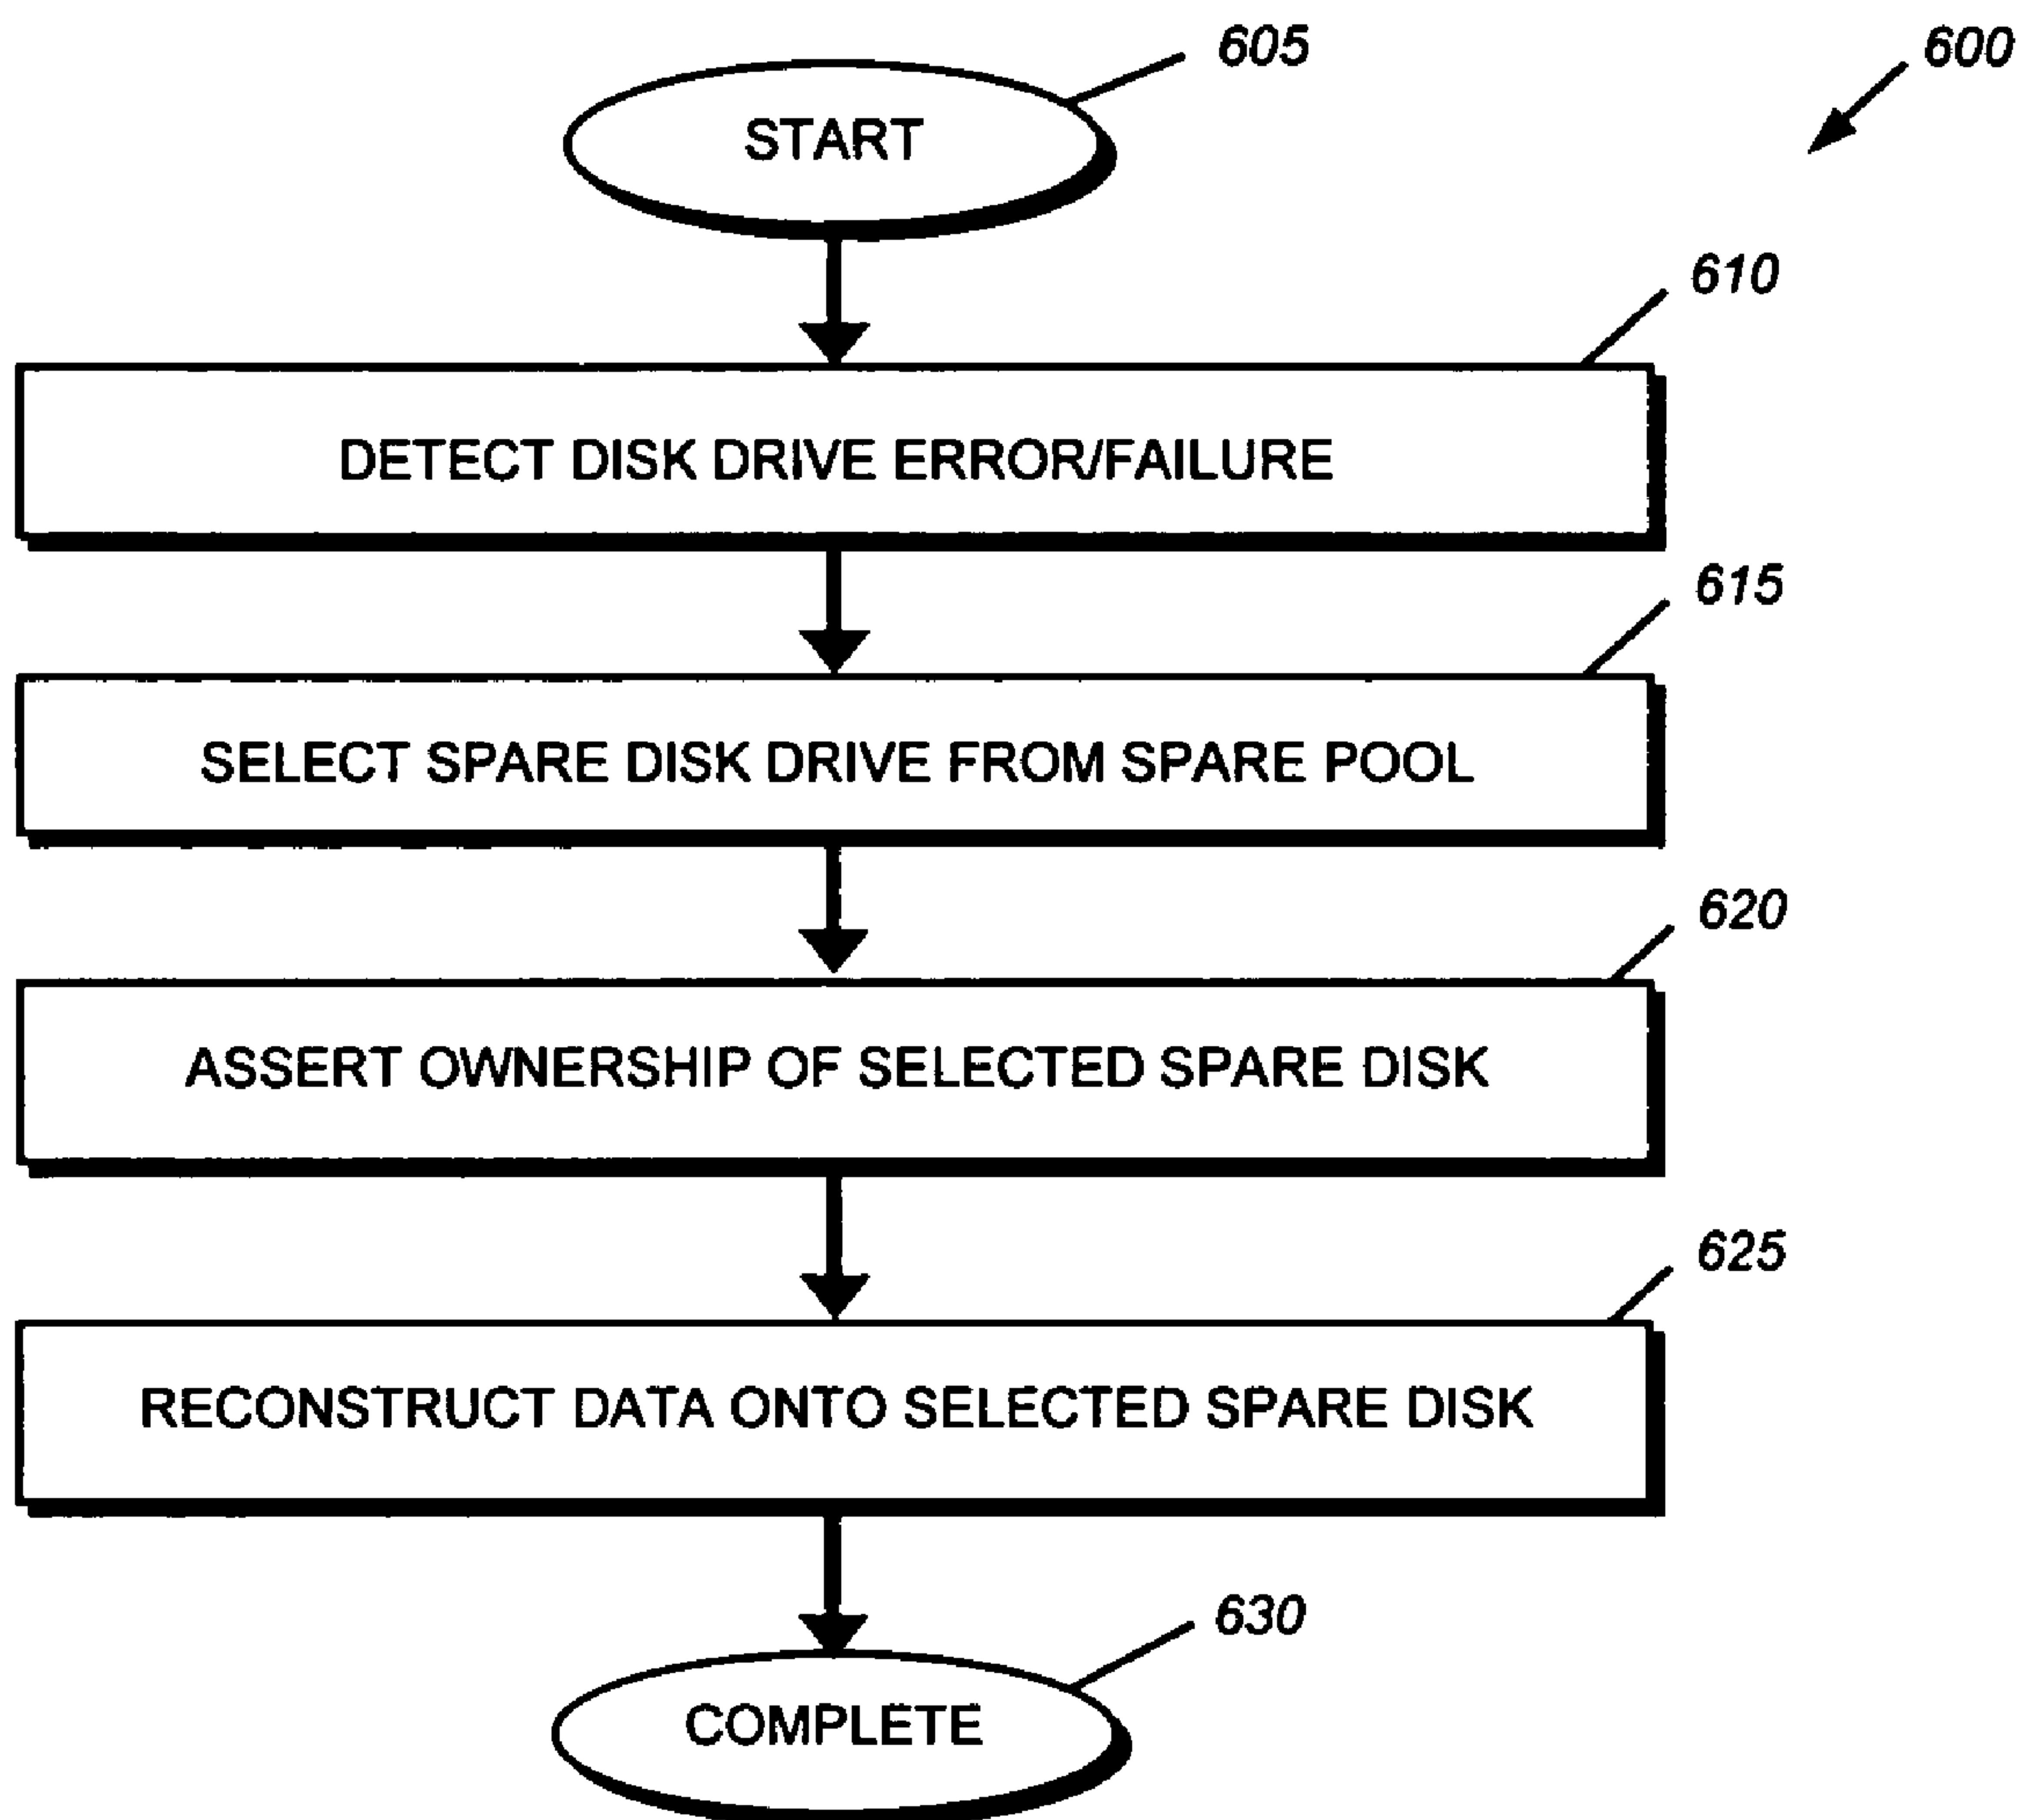 605
600
START
610
DETECT DISK DRIVE ERROR/FAILURE
615
SELECT SPARE DISK DRIVE FROM SPARE POOL
620
ASSERT OWNERSHIP OF SELECTED SPARE DISK
625
RECONSTRUCT DATA ONTO SELECTED SPARE DISK
630
COMPLETE